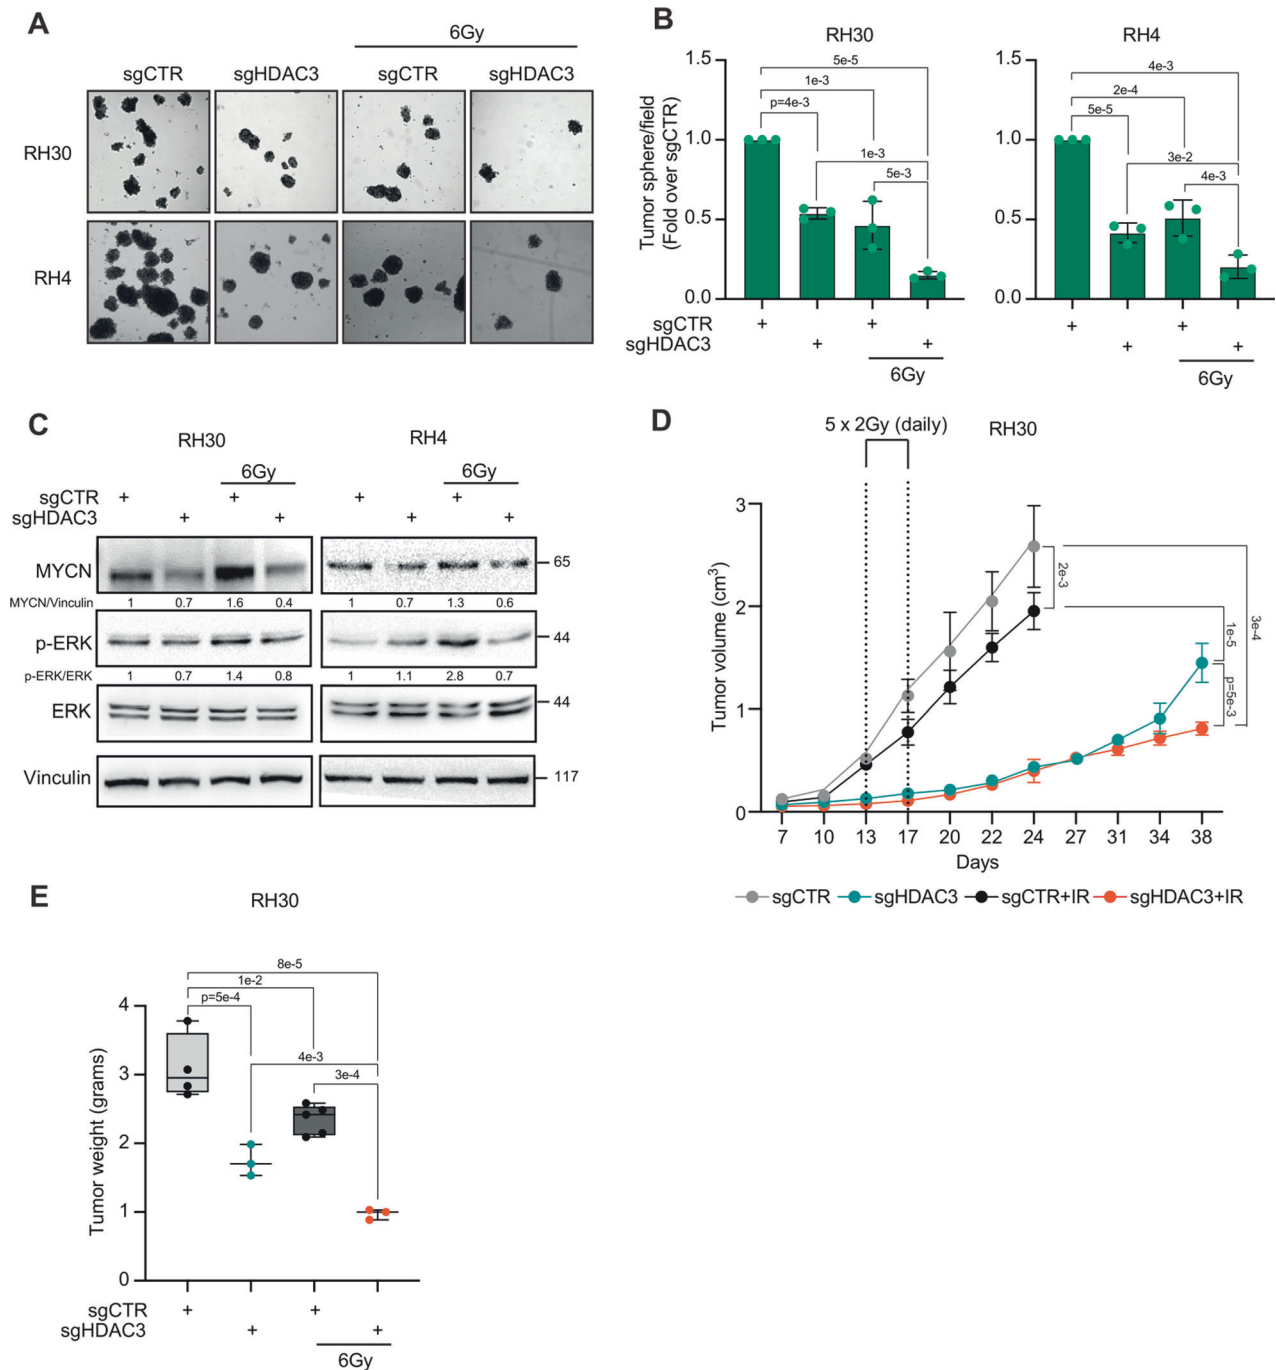 A
6Gy
sgCTR sgHDAC3 sgCTR sgHDAC3
RH30
RH4
B
RH30 RH4
Tumor sphere/field
(Fold over sgCTR)
1.5
1.0
0.5
0.0
5e-5
1e-3
p=4e-3
1e-3
5e-3
1.5
1.0
0.5
0.0
4e-3
2e-4
5e-5
3e-2
4e-3
sgCTR + + + +
sgHDAC3 + + + +
6Gy 6Gy
C
RH30 RH4
6Gy 6Gy
sgCTR + + + +
sgHDAC3 + + + +
MYCN 65
MYCN/Vinculin 1 0.7 1.6 0.4 1 0.7 1.3 0.6
p-ERK 44
p-ERK/ERK 1 0.7 1.4 0.8 1 1.1 2.8 0.7
ERK 44
Vinculin 117
D
5 x 2Gy (daily) RH30
Tumor volume (cm3)
3
2
1
0
2e-3
1e-5
p=5e-3
3e-4
7 10 13 17 20 22 24 27 31 34 38
Days
sgCTR sgHDAC3 sgCTR+IR sgHDAC3+IR
E
RH30
Tumor weight (grams)
4
3
2
1
0
8e-5
1e-2
p=5e-4
4e-3
3e-4
sgCTR + +
sgHDAC3 + +
6Gy